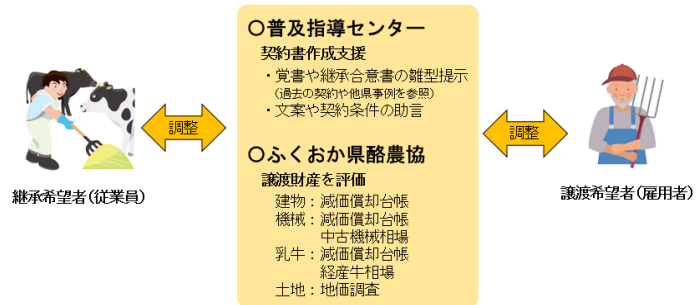 〇普及指導センター
契約書作成支援
・覚書や継承合意書の雛型提示
(過去の契約や他県事例を参照)
・文案や契約条件の助言
〇ふくおか県酪農協
譲渡財産を評価
建物：減価償却台帳
機械：減価償却台帳
中古機械相場
乳牛：減価償却台帳
経産牛相場
土地：地価調査
調整
調整
継承希望者(従業員)
譲渡希望者(雇用者)